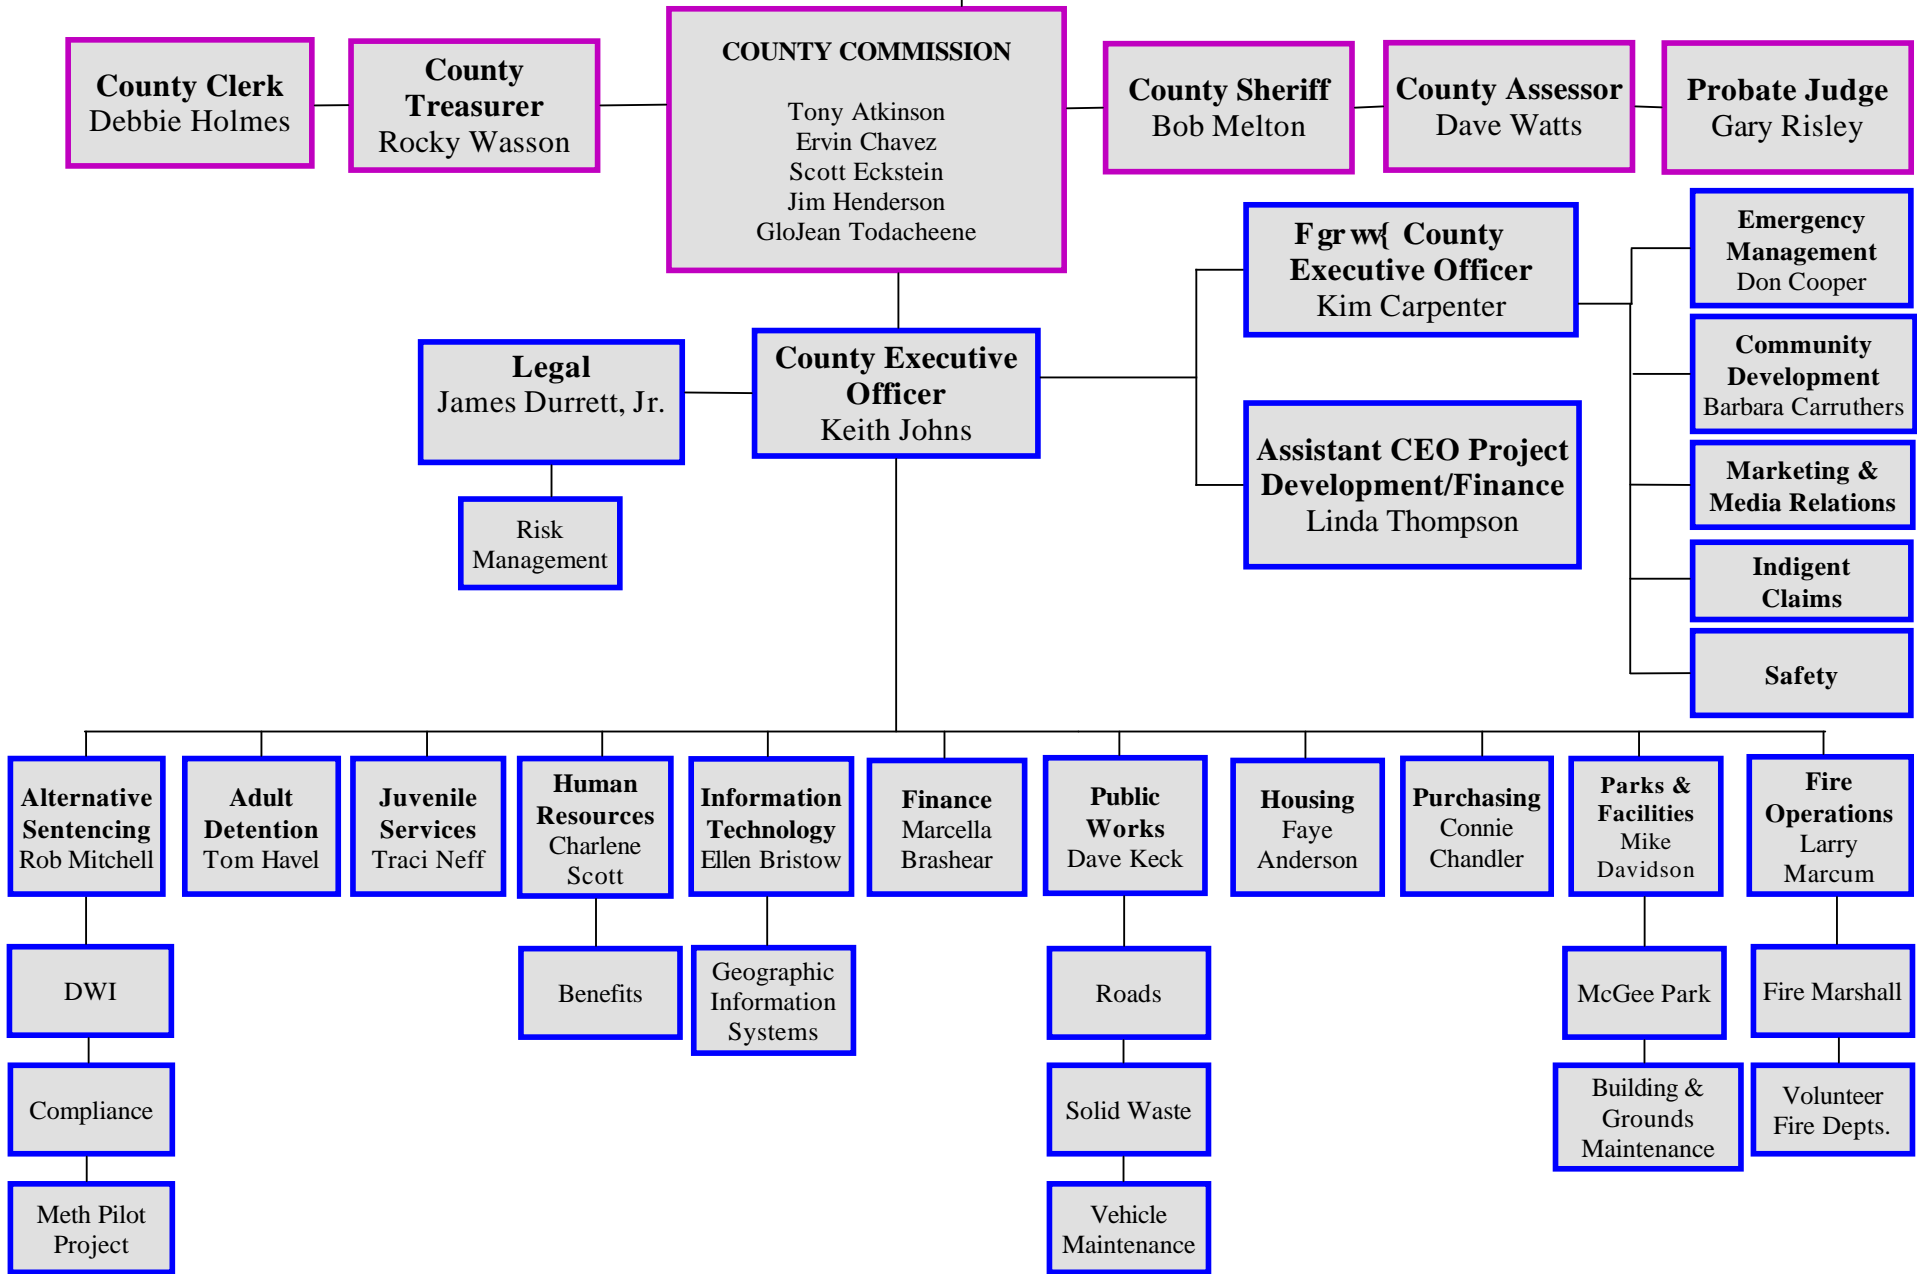 COUNTY COMMISSION
Tony Atkinson
Ervin Chavez
Scott Eckstein
Jim Henderson
GloJean Todacheene
County Clerk
Debbie Holmes
County
Treasurer
Rocky Wasson
County Sheriff
Bob Melton
County Assessor
Dave Watts
Probate Judge
Gary Risley
Fgrww{ County
Executive Officer
Kim Carpenter
Emergency
Management
Don Cooper
Community
Development
Barbara Carruthers
Marketing &
Media Relations
Indigent
Claims
Safety
Legal
James Durrett, Jr.
County Executive
Officer
Keith Johns
Assistant CEO Project
Development/Finance
Linda Thompson
Risk
Management
Alternative
Sentencing
Rob Mitchell
Adult
Detention
Tom Havel
Juvenile
Services
Traci Neff
Human
Resources
Charlene
Scott
Information
Technology
Ellen Bristow
Finance
Marcella
Brashear
Public
Works
Dave Keck
Housing
Faye
Anderson
Purchasing
Connie
Chandler
Parks &
Facilities
Mike
Davidson
Fire
Operations
Larry
Marcum
DWI
Benefits
Geographic
Information
Systems
Roads
McGee Park
Fire Marshall
Compliance
Solid Waste
Building &
Grounds
Maintenance
Volunteer
Fire Depts.
Meth Pilot
Project
Vehicle
Maintenance